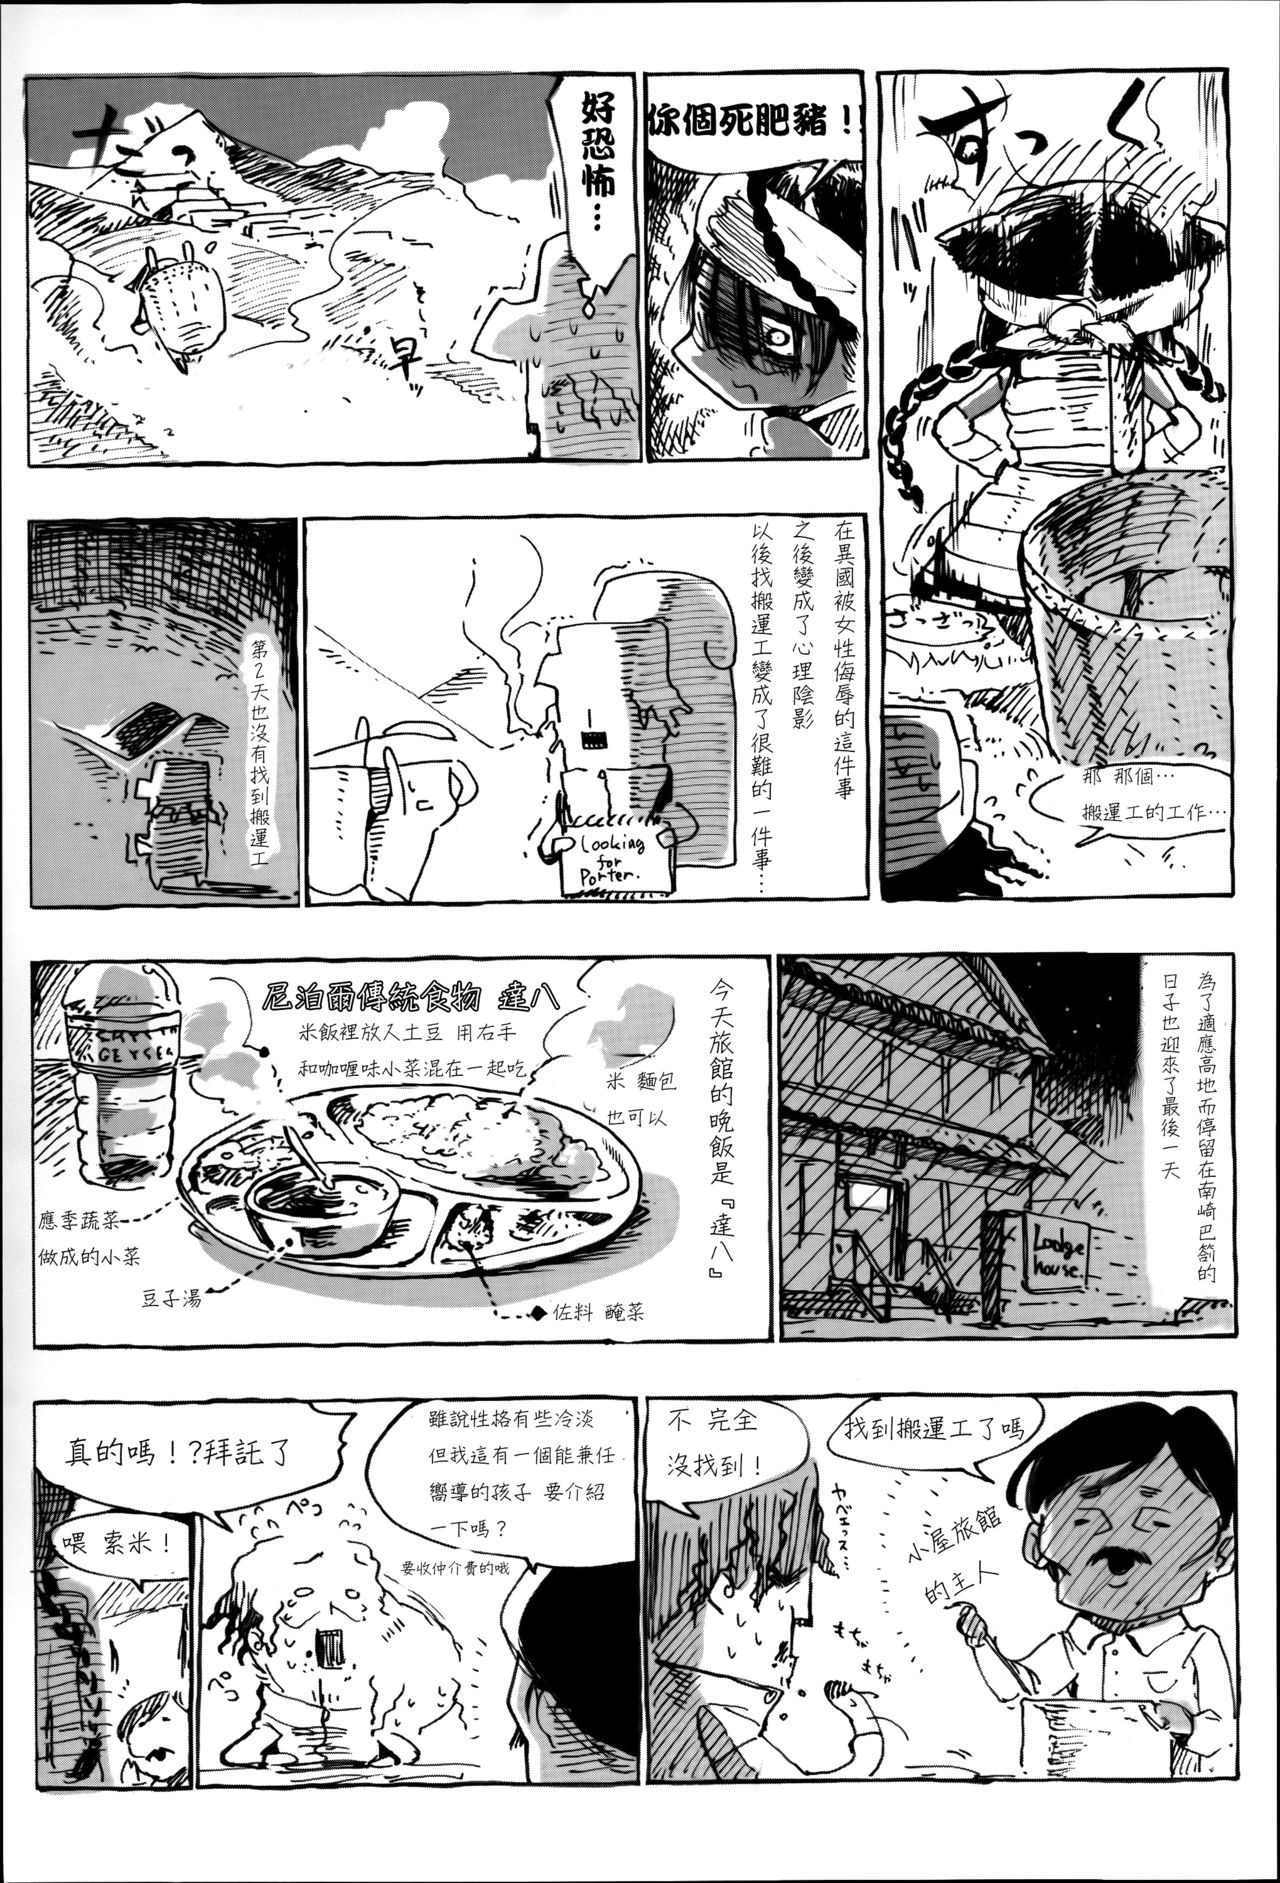 すっく
ざっざっ
那 那個…
搬運工的工作…
你個死肥豬!!
好恐怖…
たっ
そして
早ッ
在異國被女性侮辱的這件事
之後變成了心理陰影
以後找搬運工變成了很難的一件事…
Looking
for
Porter.
第2天也沒有找到搬運工
為了適應高地而停留在南崎巴劄的
日子也迎來了最後一天
Lodge
house.
今天旅館的晚飯是『達八』
尼泊爾傳統食物 達八
米飯裡放入土豆 用右手
和咖喱味小菜混在一起吃
米 麵包
也可以
GEYSER
應季蔬菜
做成的小菜
豆子湯
佐料 醃菜
找到搬運工了嗎
小屋旅館
的主人
不 完全
沒找到!
ヤベェッス…
もちゃ
もちゃ
雖說性格有些冷淡
但我這有一個能兼任
嚮導的孩子 要介紹
一下嗎?
要收仲介費的哦
真的嗎!?拜託了
ペコ
ペコ
喂 索米!